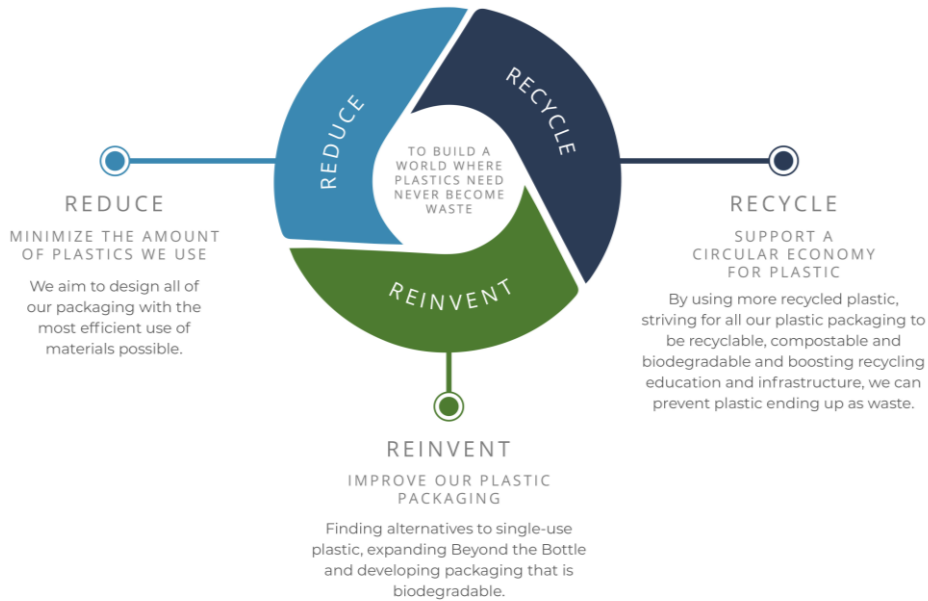 REDUCE
RECYCLE
REINVENT
TO BUILD A
WORLD WHERE
PLASTICS NEED
NEVER BECOME
WASTE
REDUCE
MINIMIZE THE AMOUNT
OF PLASTICS WE USE
We aim to design all of
our packaging with the
most efficient use of
materials possible.
RECYCLE
SUPPORT A
CIRCULAR ECONOMY
FOR PLASTIC
By using more recycled plastic,
striving for all our plastic packaging to
be recyclable, compostable and
biodegradable and boosting recycling
education and infrastructure, we can
prevent plastic ending up as waste.
REINVENT
IMPROVE OUR PLASTIC
PACKAGING
Finding alternatives to single-use
plastic, expanding Beyond the Bottle
and developing packaging that is
biodegradable.